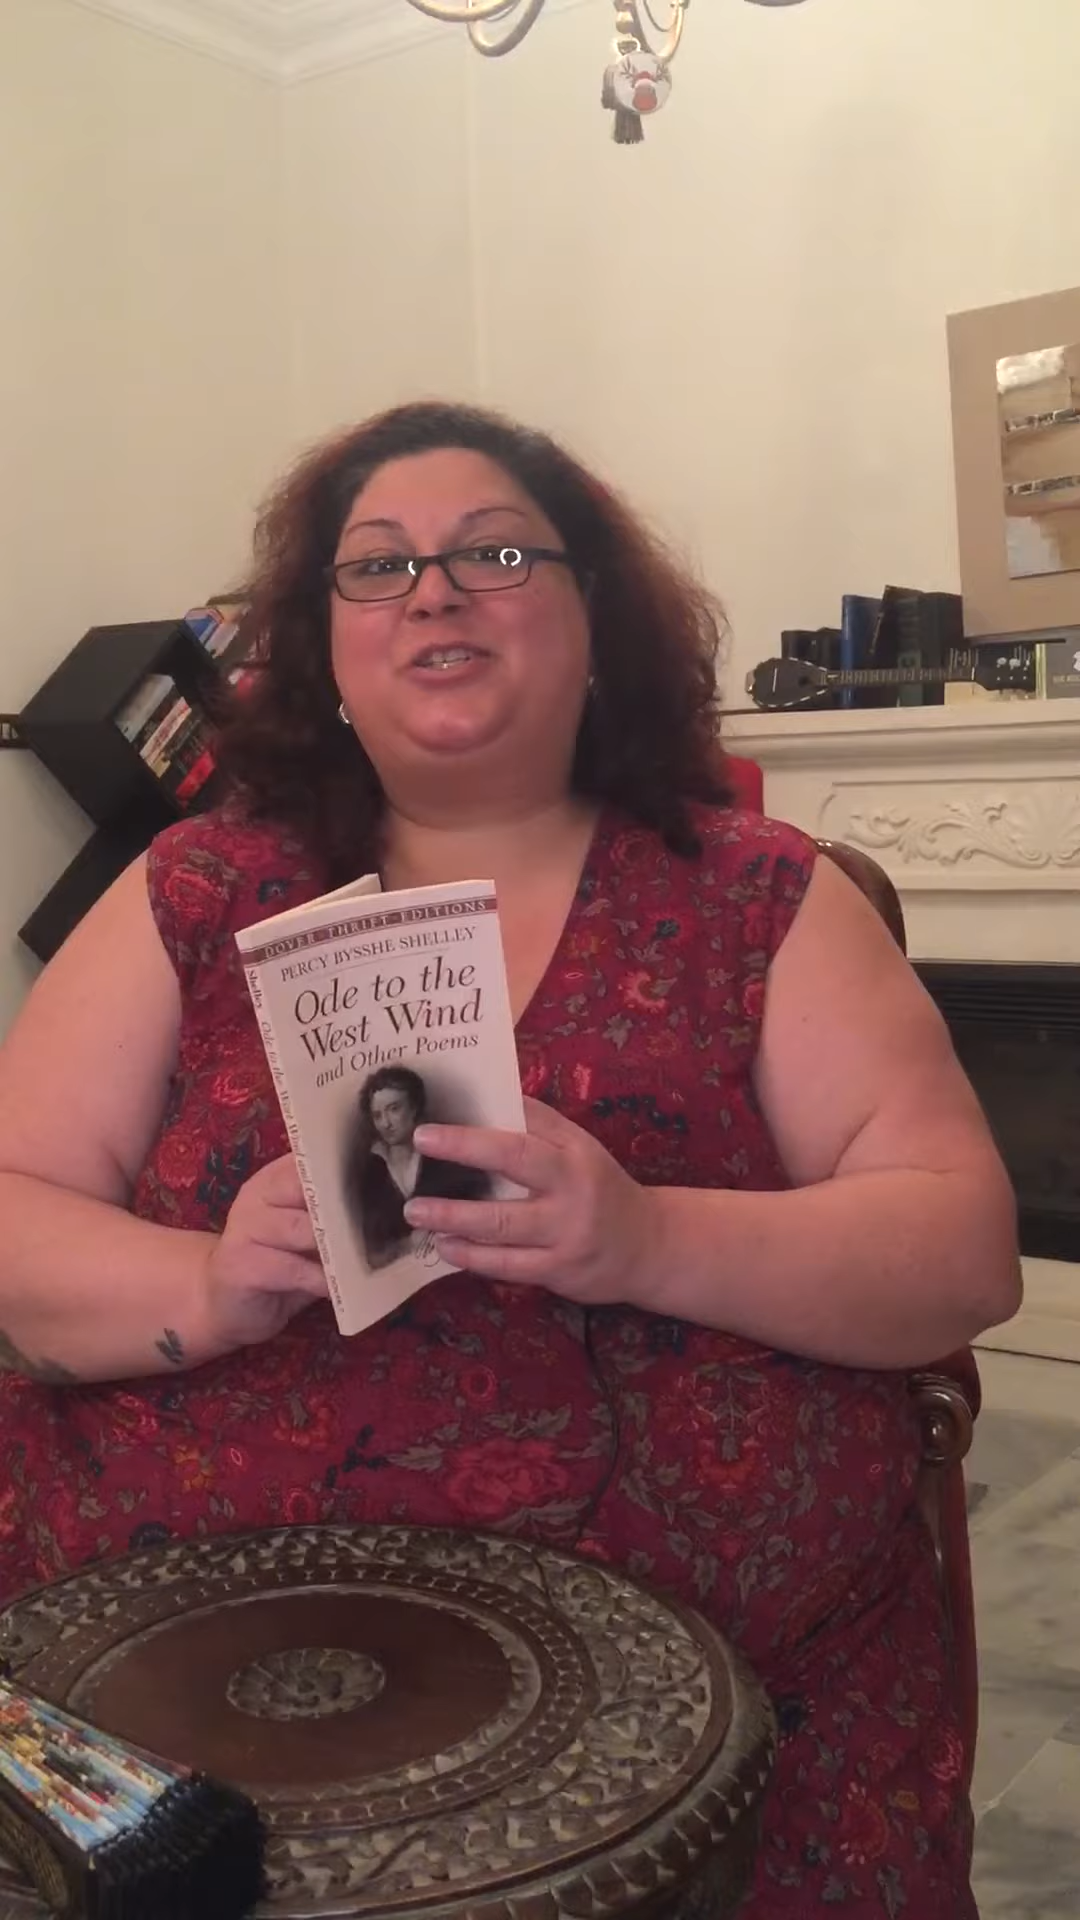 DOVER · THRIFT · EDITIONS
PERCY BYSSHE SHELLEY
Ode to the
West Wind
and Other Poems
Shelley Ode to the West Wind and Other Poems DOVER